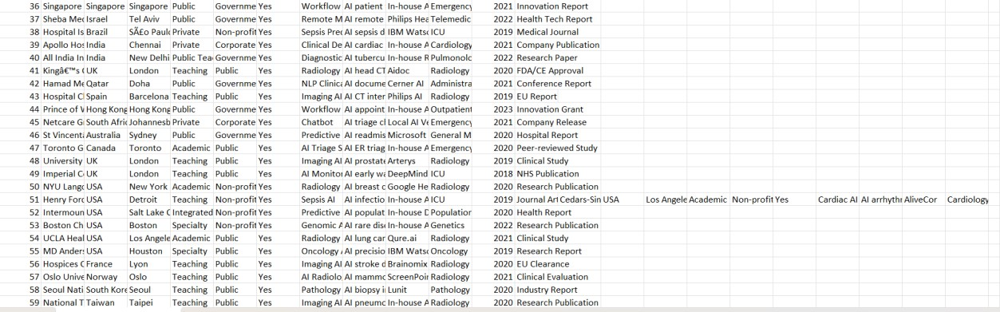 36 Singapore Singapore Singapore Public Governme Yes Workflow AI patient In-house A Emergency 2021 Innovation Report
37 Sheba Med Israel Tel Aviv Public Governme Yes Remote M AI remote Philips Hea Telemedic 2022 Health Tech Report
38 Hospital Is Brazil SÃ£o Paulo Private Non-profit Yes Sepsis Pred AI sepsis d IBM Watso ICU 2019 Medical Journal
39 Apollo Hos India Chennai Private Corporate Yes Clinical De AI cardiac In-house A Cardiology 2021 Company Publication
40 All India In India New Delhi Public Teac Governme Yes Diagnostic AI tubercu In-house R Pulmonolo 2022 Research Paper
41 Kingâ€™s C UK London Teaching Public Yes Radiology AI head CT Aidoc Radiology 2020 FDA/CE Approval
42 Hamad Me Qatar Doha Public Governme Yes NLP Clinica AI docume Cerner AI Administra 2021 Conference Report
43 Hospital Cl Spain Barcelona Teaching Public Yes Imaging AI AI CT inter Philips AI Radiology 2019 EU Report
44 Prince of W Hong Kong Hong Kong Public Governme Yes Workflow AI appoint In-house A Outpatient 2023 Innovation Grant
45 Netcare G South Afric Johannesb Private Corporate Yes Chatbot AI triage cl Local AI Ve Emergency 2021 Company Release
46 St Vincent Australia Sydney Public Governme Yes Predictive AI readmis Microsoft General M 2020 Hospital Report
47 Toronto G Canada Toronto Academic Public Yes AI Triage S AI ER triag In-house A Emergency 2020 Peer-reviewed Study
48 University UK London Teaching Public Yes Imaging AI AI prostate Arterys Radiology 2019 Clinical Study
49 Imperial C UK London Teaching Public Yes AI Monitor AI early wa DeepMind ICU 2018 NHS Publication
50 NYU Lango USA New York Academic Non-profit Yes Radiology AI breast c Google He Radiology 2020 Research Publication
51 Henry Ford USA Detroit Teaching Non-profit Yes Sepsis AI AI infectio In-house A ICU 2019 Journal Art Cedars-Sin USA Los Angele Academic Non-profit Yes Cardiac AI AI arrhythm AliveCor Cardiology
52 Intermoun USA Salt Lake C Integrated Non-profit Yes Predictive AI populat In-house D Population 2020 Health Report
53 Boston Ch USA Boston Specialty Non-profit Yes Genomic A AI rare dis In-house A Genetics 2022 Research Publication
54 UCLA Heal USA Los Angele Academic Public Yes Radiology AI lung can Qure.ai Radiology 2021 Clinical Study
55 MD Anders USA Houston Specialty Public Yes Oncology A AI precisio IBM Watso Oncology 2019 Research Report
56 Hospices C France Lyon Teaching Public Yes Imaging AI AI stroke d Brainomix Radiology 2020 EU Clearance
57 Oslo Unive Norway Oslo Teaching Public Yes AI Radiolo AI mammo ScreenPoin Radiology 2021 Clinical Evaluation
58 Seoul Nati South Kore Seoul Teaching Public Yes Pathology AI biopsy i Lunit Pathology 2020 Industry Report
59 National T Taiwan Taipei Teaching Public Yes Imaging AI AI pneumo In-house A Radiology 2020 Research Publication